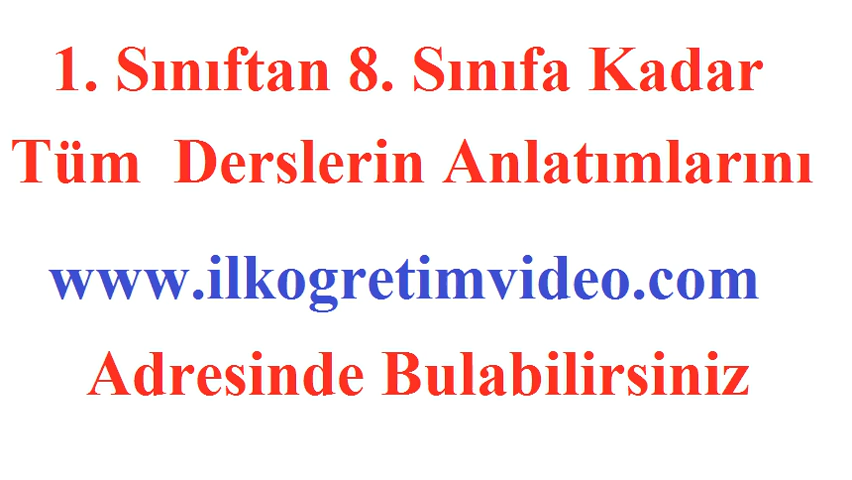 1. Sınıftan 8. Sınıfa Kadar
Tüm Derslerin Anlatımlarını
www.ilkogretimvideo.com
Adresinde Bulabilirsiniz